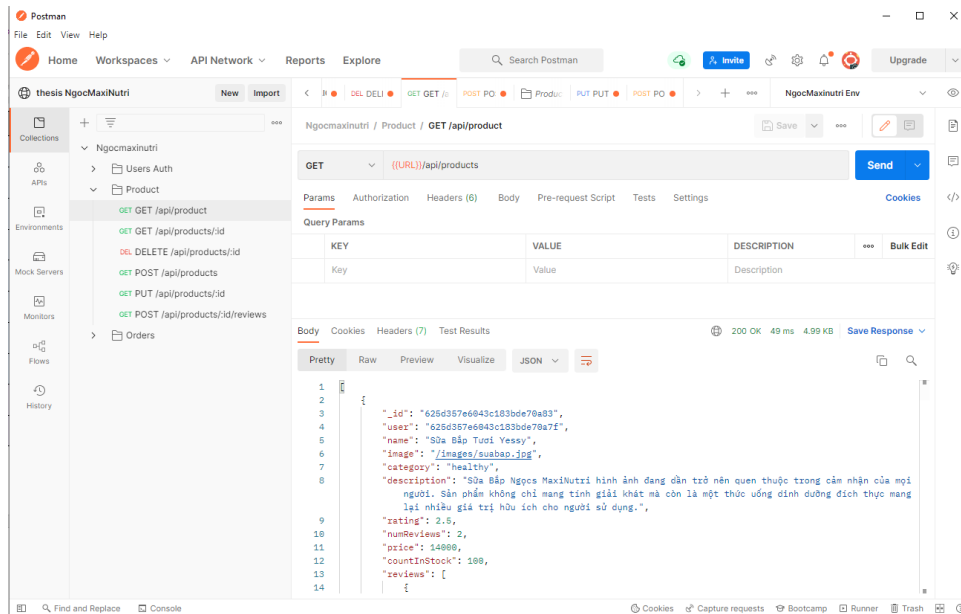 Postman
File Edit View Help
Home Workspaces API Network Reports Explore Search Postman Invite Upgrade
thesis NgocMaxiNutri New Import DEL DELI GET GET /p POST PO Produc PUT PUT POST PO NgocMaxinutri Env
Collections
APIs
Environments
Mock Servers
Monitors
Flows
History
Ngocmaxinutri
Users Auth
Product
GET GET /api/product
GET GET /api/products/:id
DEL DELETE /api/products/:id
GET POST /api/products
GET PUT /api/products/:id
GET POST /api/products/:id/reviews
Orders
Ngocmaxinutri / Product / GET /api/product Save
GET {{URL}}/api/products Send
Params Authorization Headers (6) Body Pre-request Script Tests Settings Cookies
Query Params
KEY VALUE DESCRIPTION Bulk Edit
Key Value Description
Body Cookies Headers (7) Test Results 200 OK 49 ms 4.99 KB Save Response
Pretty Raw Preview Visualize JSON
1 [
2 {
3 "_id": "625d357e6043c183bde70a83",
4 "user": "625d357e6043c183bde70a7f",
5 "name": "Sữa Bắp Tươi Yessy",
6 "image": "/images/suabap.jpg",
7 "category": "healthy",
8 "description": "Sữa Bắp Ngọcs MaxiNutri hình ảnh đang dần trở nên quen thuộc trong cảm nhận của mọi
người. Sản phẩm không chỉ mang tính giải khát mà còn là một thức uống dinh dưỡng đích thực mang
lại nhiều giá trị hữu ích cho người sử dụng.",
9 "rating": 2.5,
10 "numReviews": 2,
11 "price": 14000,
12 "countInStock": 100,
13 "reviews": [
14 {
Find and Replace Console Cookies Capture requests Bootcamp Runner Trash